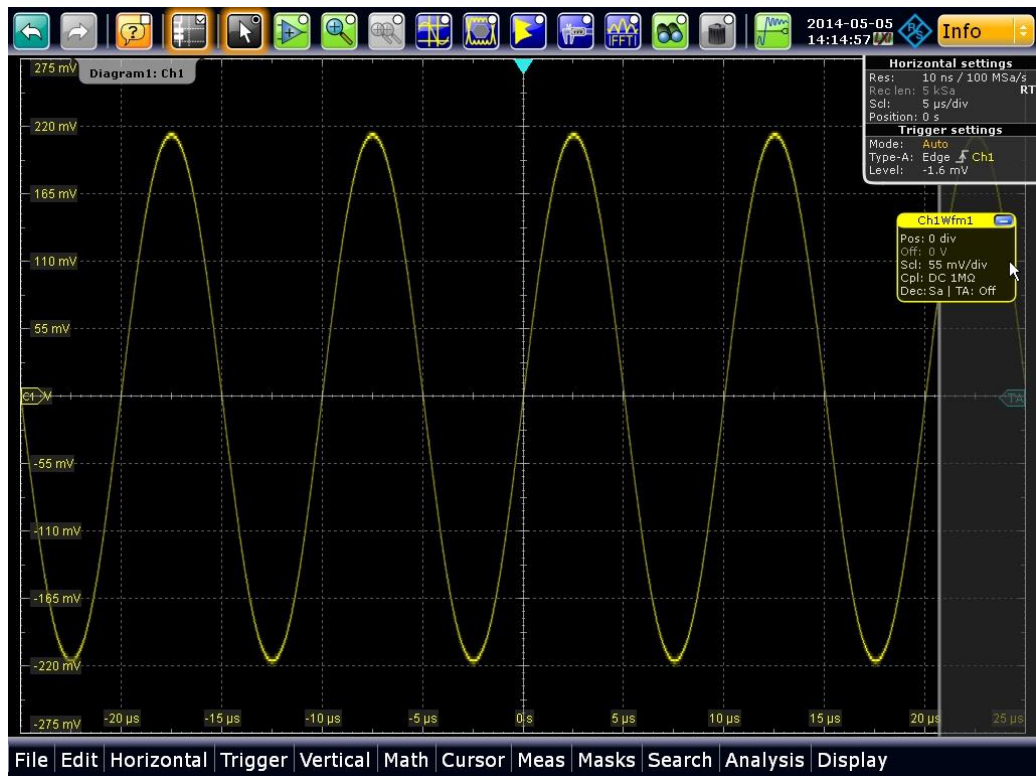 2014-05-05
14:14:57
Info
FFT
275 mV
Diagram1: Ch1
220 mV
165 mV
110 mV
55 mV
C1 V
-55 mV
-110 mV
-165 mV
-220 mV
-275 mV
-20 µs
-15 µs
-10 µs
-5 µs
0 s
5 µs
10 µs
15 µs
20 µs
25 µs
Horizontal settings
Res: 10 ns / 100 MSa/s
Rec len: 5 kSa RT
Scl: 5 µs/div
Position: 0 s
Trigger settings
Mode: Auto
Type-A: Edge Ch1
Level: -1.6 mV
Ch1Wfm1
Pos: 0 div
Off: 0 V
Scl: 55 mV/div
Cpl: DC 1MΩ
Dec: Sa | TA: Off
TA
File Edit Horizontal Trigger Vertical Math Cursor Meas Masks Search Analysis Display